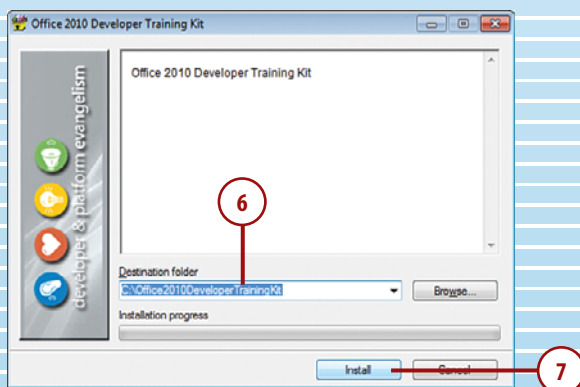 Office 2010 Developer Training Kit
Office 2010 Developer Training Kit
developer & platform evangelism
6
Destination folder
C:\Office2010DeveloperTrainingKit
Browse...
Installation progress
Install
Cancel
7